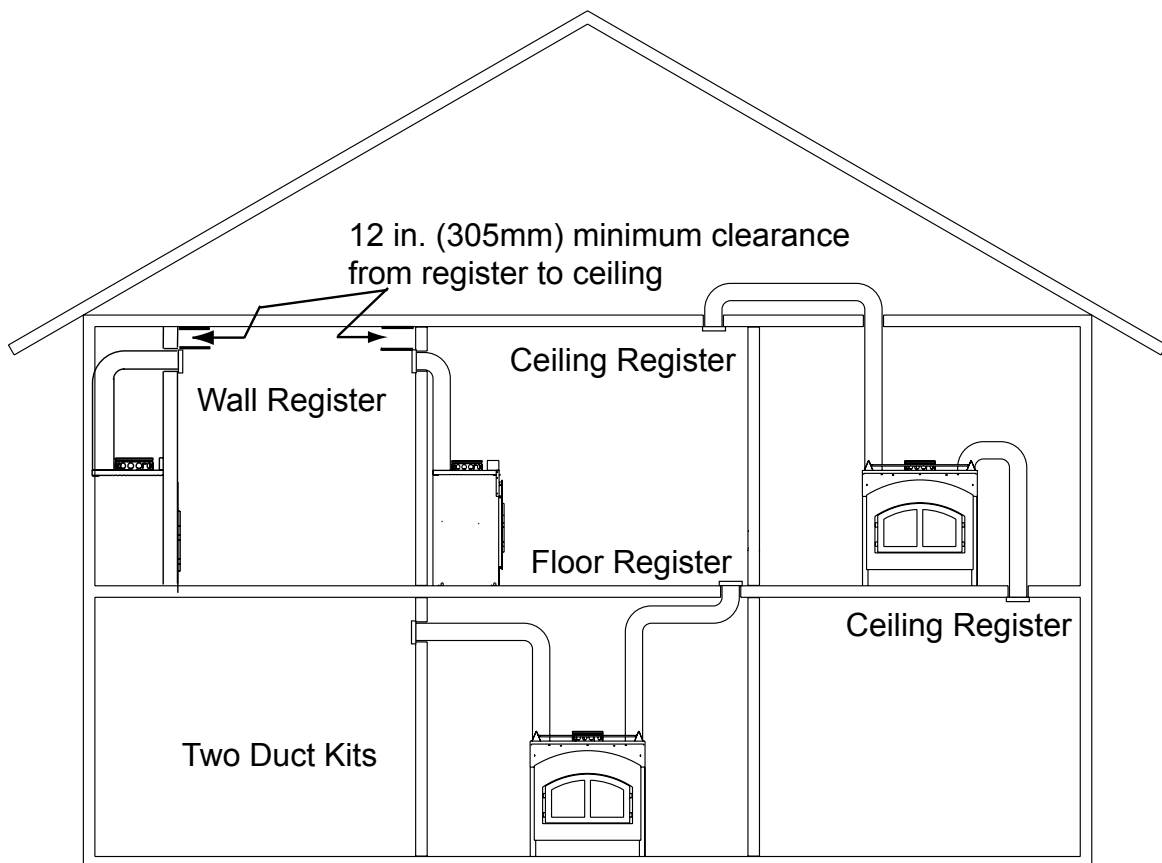 12 in. (305mm) minimum clearance
from register to ceiling
Ceiling Register
Wall Register
Floor Register
Ceiling Register
Two Duct Kits